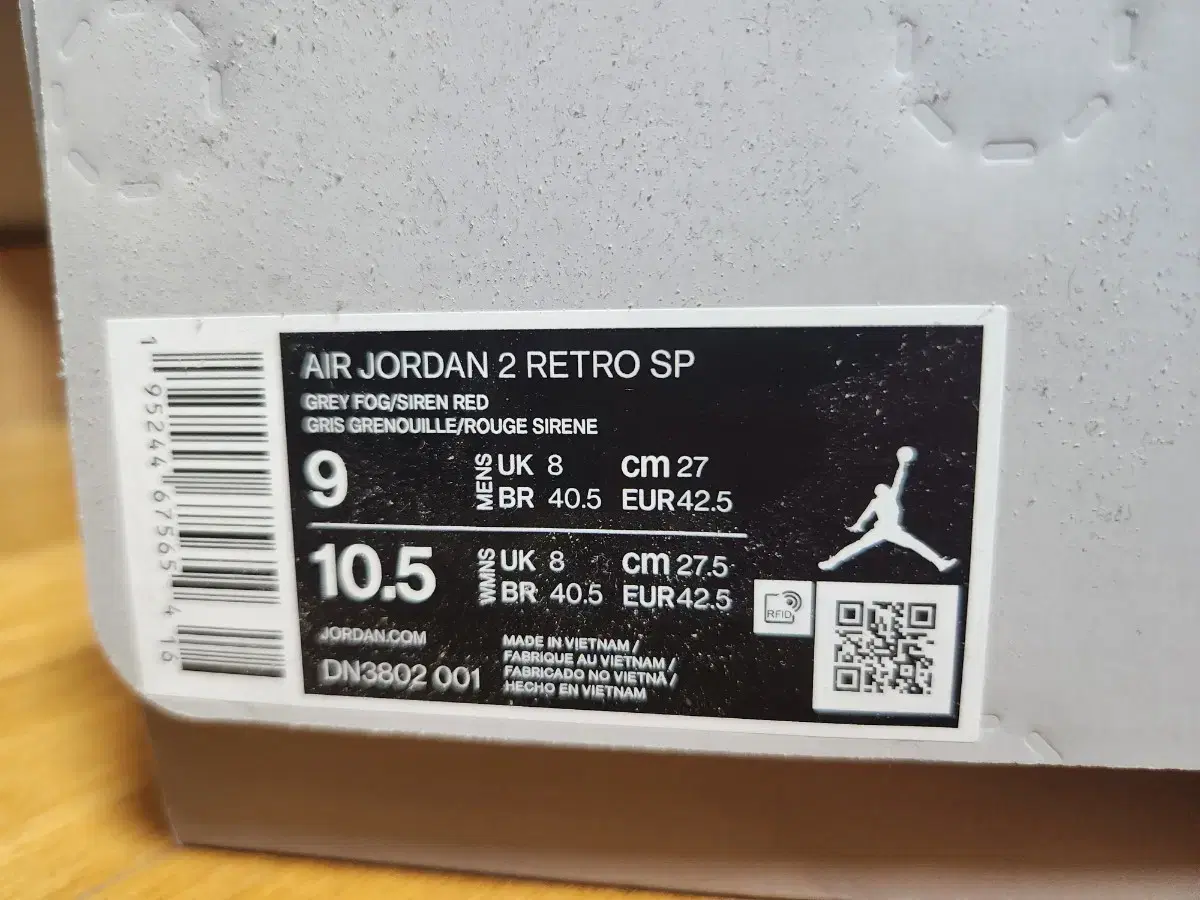 AIR JORDAN 2 RETRO SP
GREY FOG/SIREN RED
GRIS GRENOUILLE/ROUGE SIRENE
9 MENS UK 8 cm 27
BR 40.5 EUR 42.5
10.5 WMNS UK 8 cm 27.5
BR 40.5 EUR 42.5
JORDAN.COM
DN3802 001
MADE IN VIETNAM /
FABRIQUE AU VIETNAM /
FABRICADO NO VIETNÃ /
HECHO EN VIETNAM
RFID
1 95244 67565 4 16